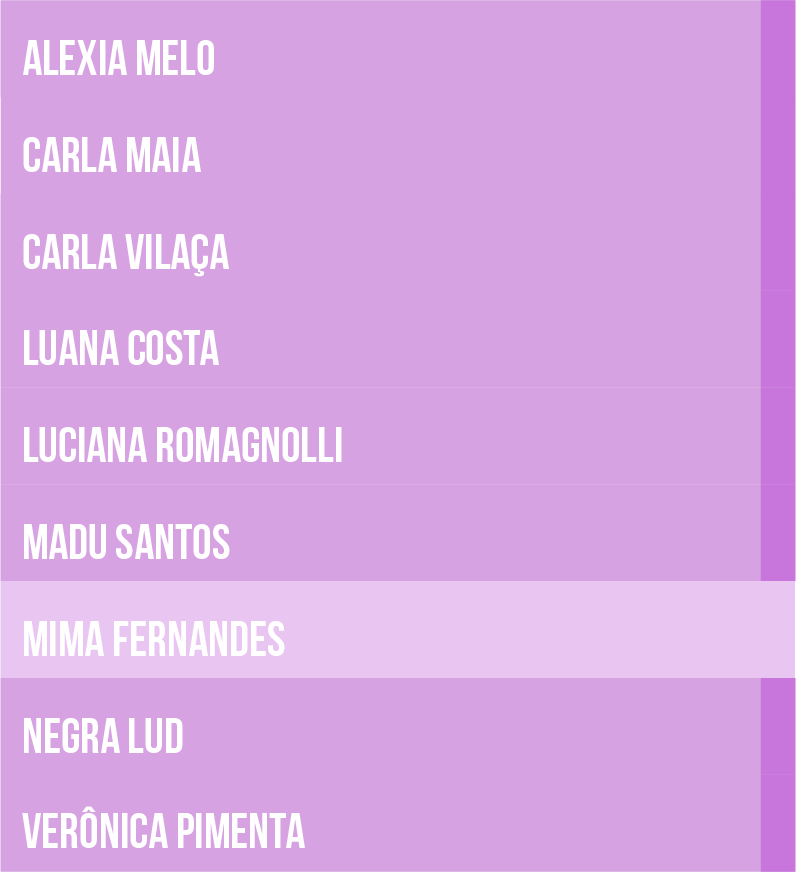 ALEXIA MELO
CARLA MAIA
CARLA VILAÇA
LUANA COSTA
LUCIANA ROMAGNOLLI
MADU SANTOS
MIMA FERNANDES
NEGRA LUD
VERÔNICA PIMENTA